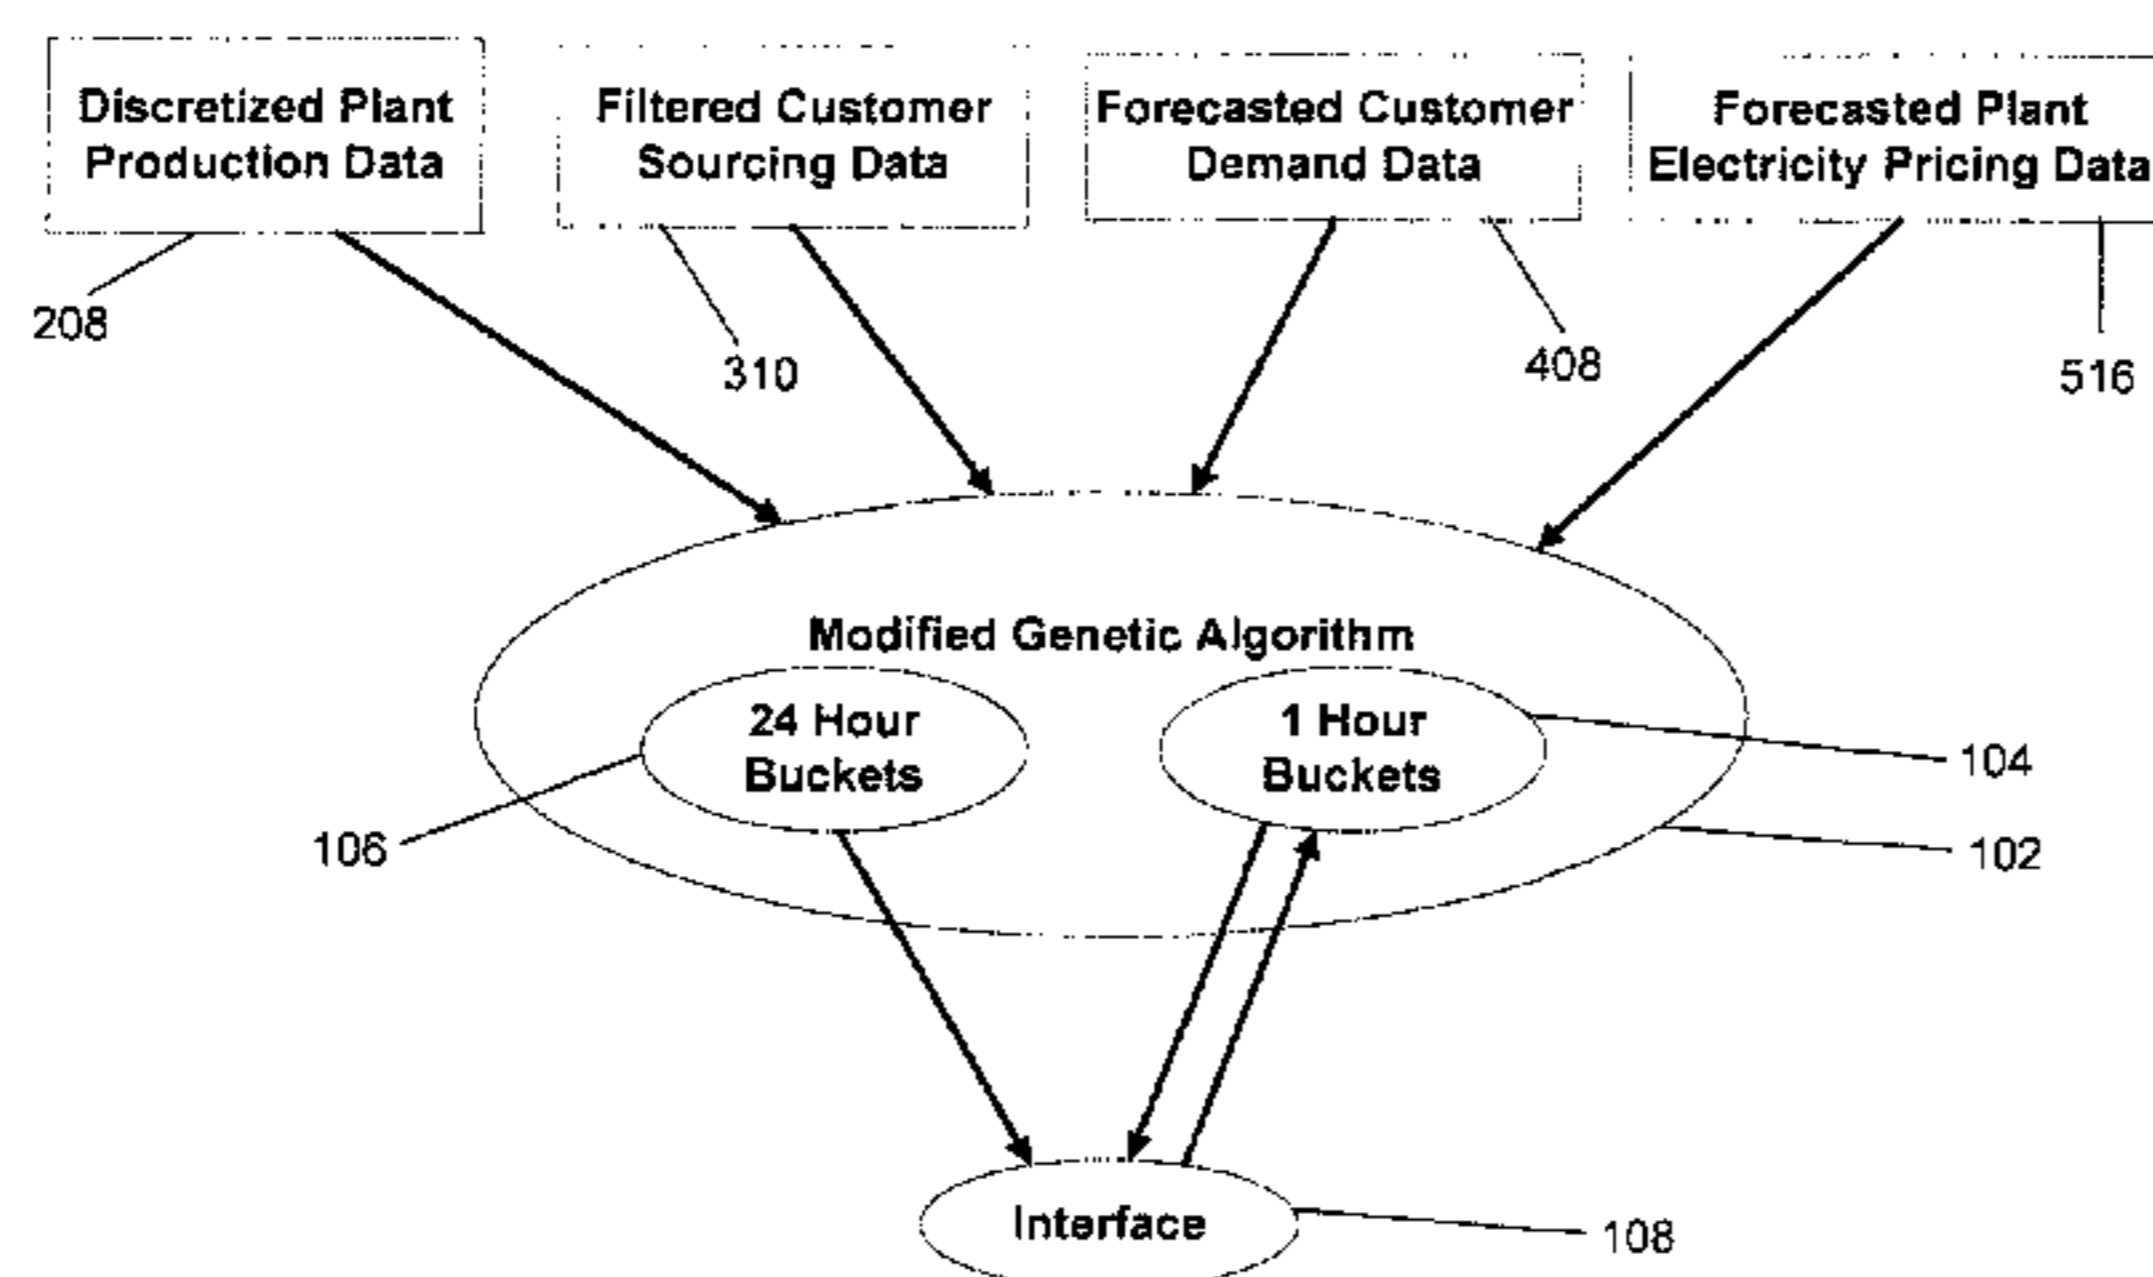 Discretized Plant
Production Data
Filtered Customer
Sourcing Data
Forecasted Customer
Demand Data
Forecasted Plant
Electricity Pricing Data
208
310
408
516
Modified Genetic Algorithm
24 Hour
Buckets
1 Hour
Buckets
104
106
102
Interface
108